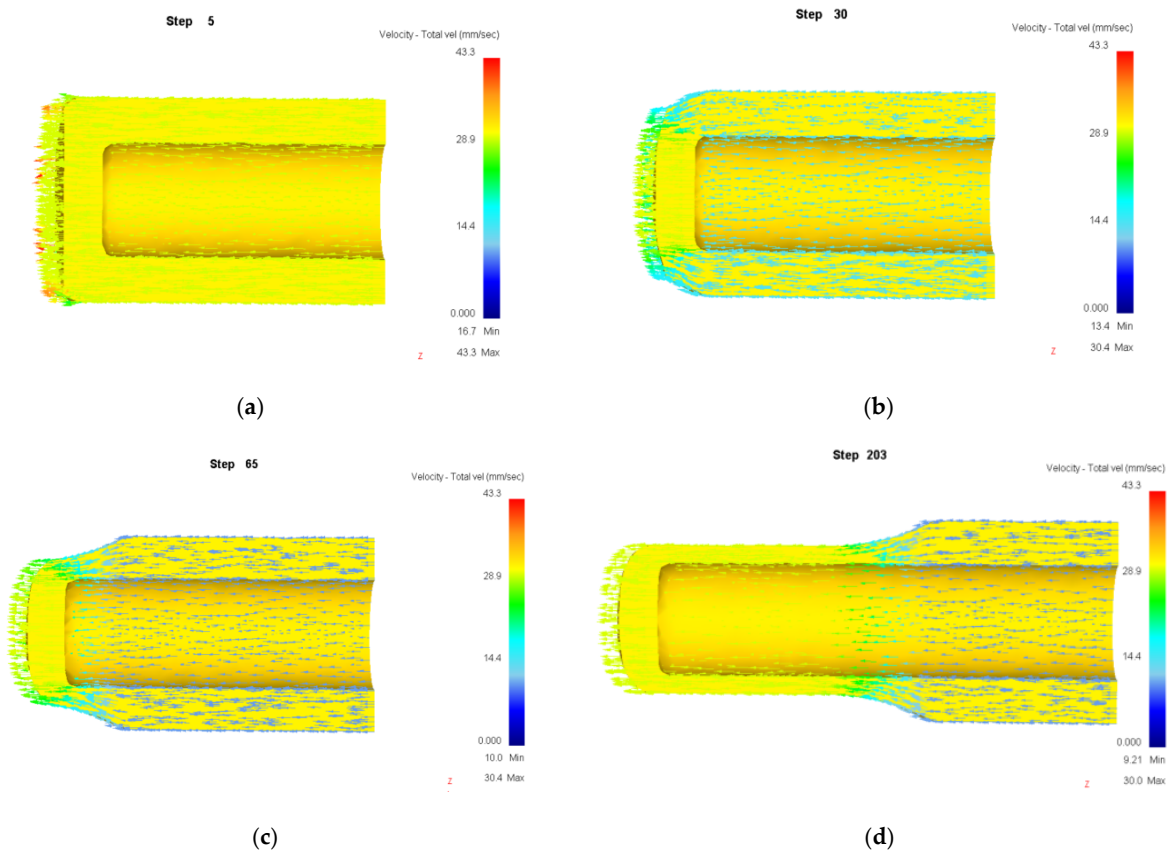 Step 5
Velocity - Total vel (mm/sec)
43.3
28.9
14.4
0.000
16.7 Min
Z
43.3 Max
(a)
Step 30
Velocity - Total vel (mm/sec)
43.3
28.9
14.4
0.000
13.4 Min
Z
30.4 Max
(b)
Step 65
Velocity - Total vel (mm/sec)
43.3
28.9
14.4
0.000
10.0 Min
Z
30.4 Max
(c)
Step 203
Velocity - Total vel (mm/sec)
43.3
28.9
14.4
0.000
9.21 Min
Z
30.0 Max
(d)